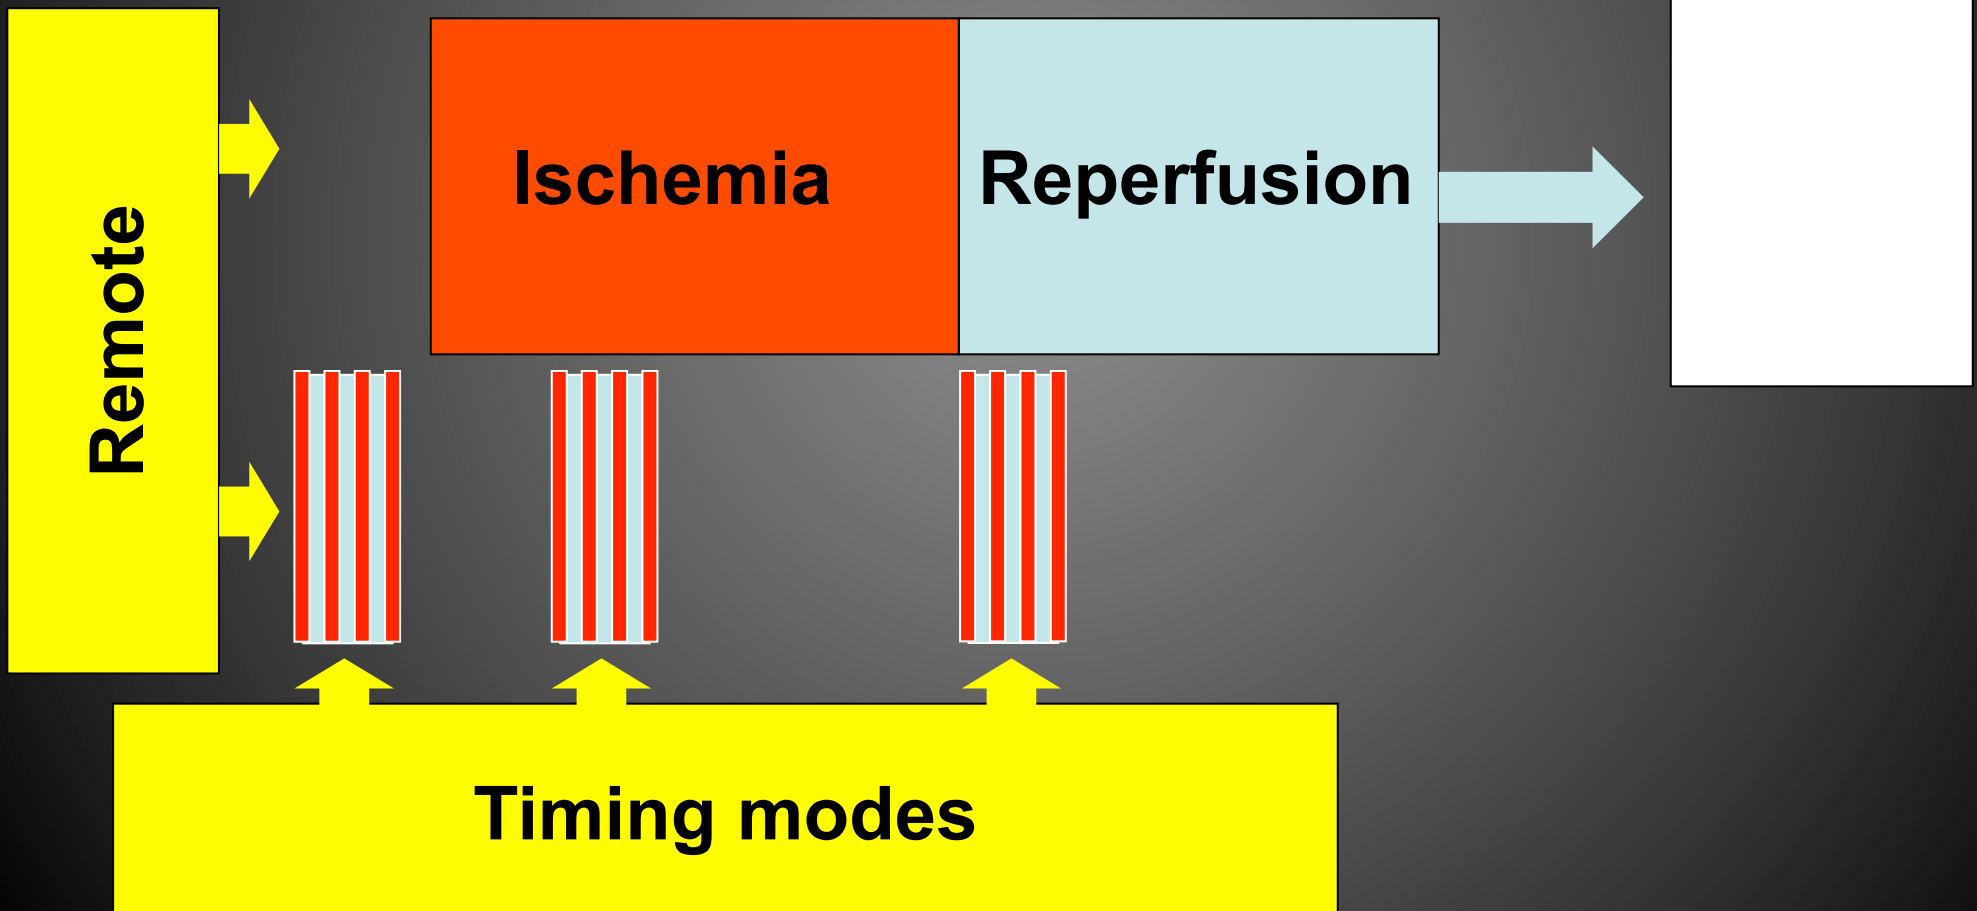 Remote
Ischemia
Reperfusion
Timing modes